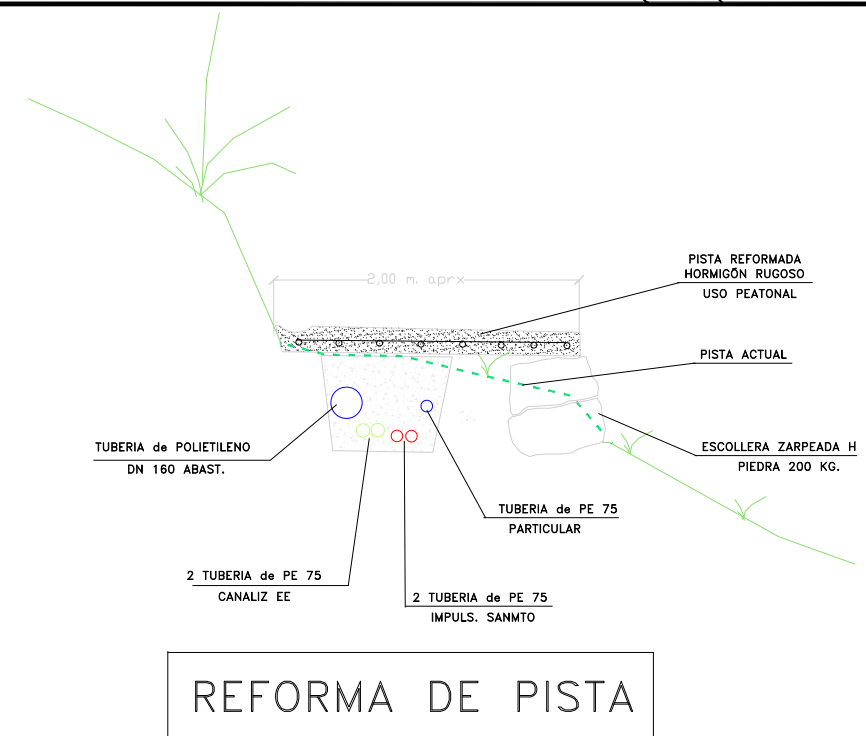 2,00 m. aprx
PISTA REFORMADA
HORMIGÓN RUGOSO
USO PEATONAL
PISTA ACTUAL
TUBERIA de POLIETILENO
DN 160 ABAST.
ESCOLLERA ZARPEADA H
PIEDRA 200 KG.
TUBERIA de PE 75
PARTICULAR
2 TUBERIA de PE 75
CANALIZ EE
2 TUBERIA de PE 75
IMPULS. SANMTO
REFORMA DE PISTA